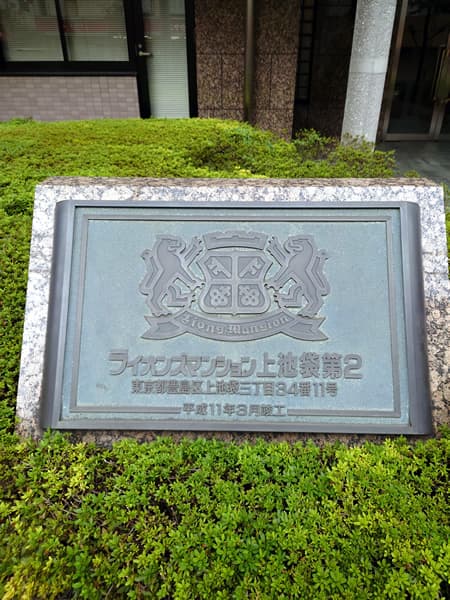 Lions Mansion
ライオンズマンション上池袋第2
東京都豊島区上池袋三丁目34番11号
平成11年3月竣工